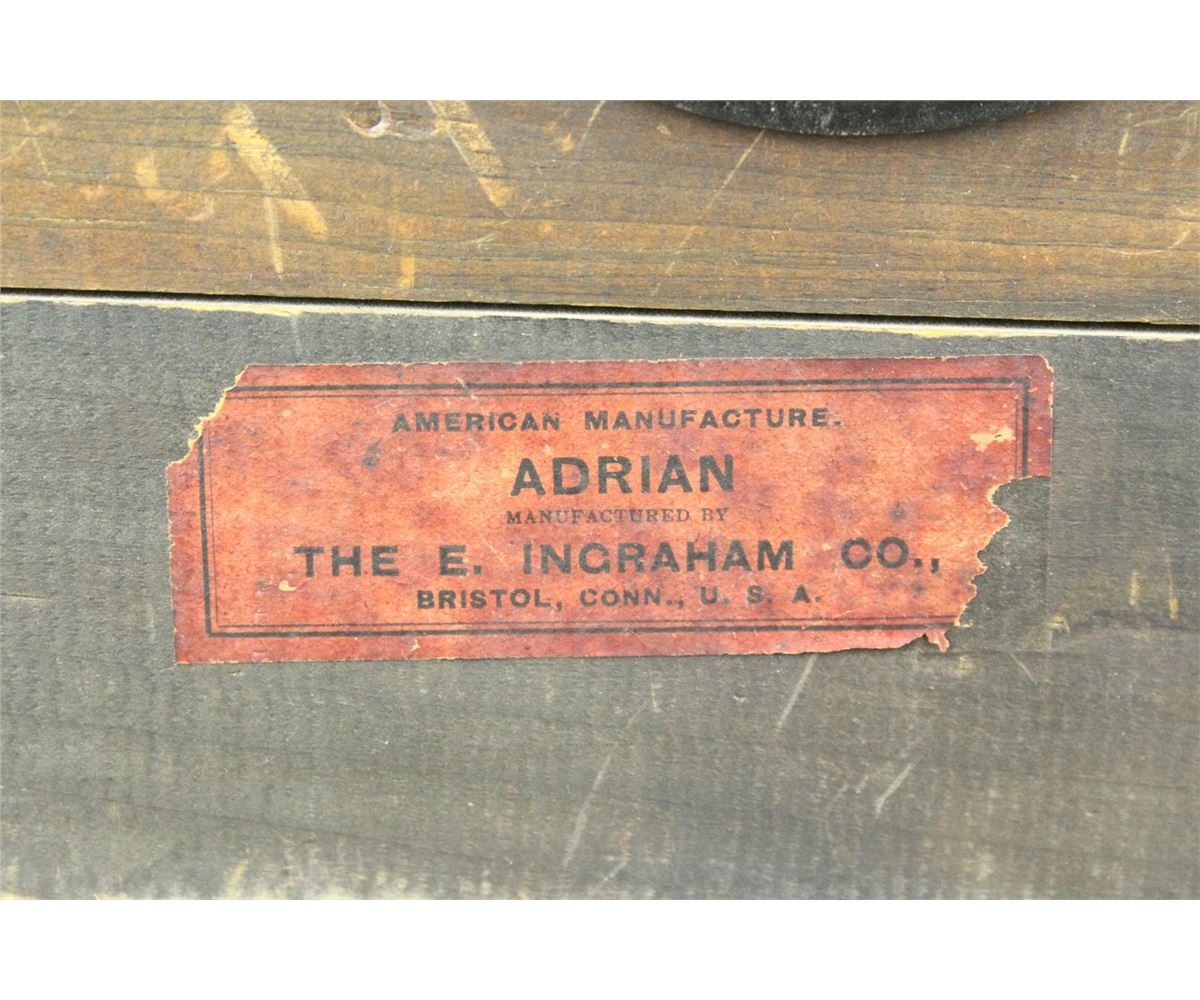 AMERICAN MANUFACTURE.
ADRIAN
MANUFACTURED BY
THE E. INGRAHAM CO.,
BRISTOL, CONN., U. S. A.